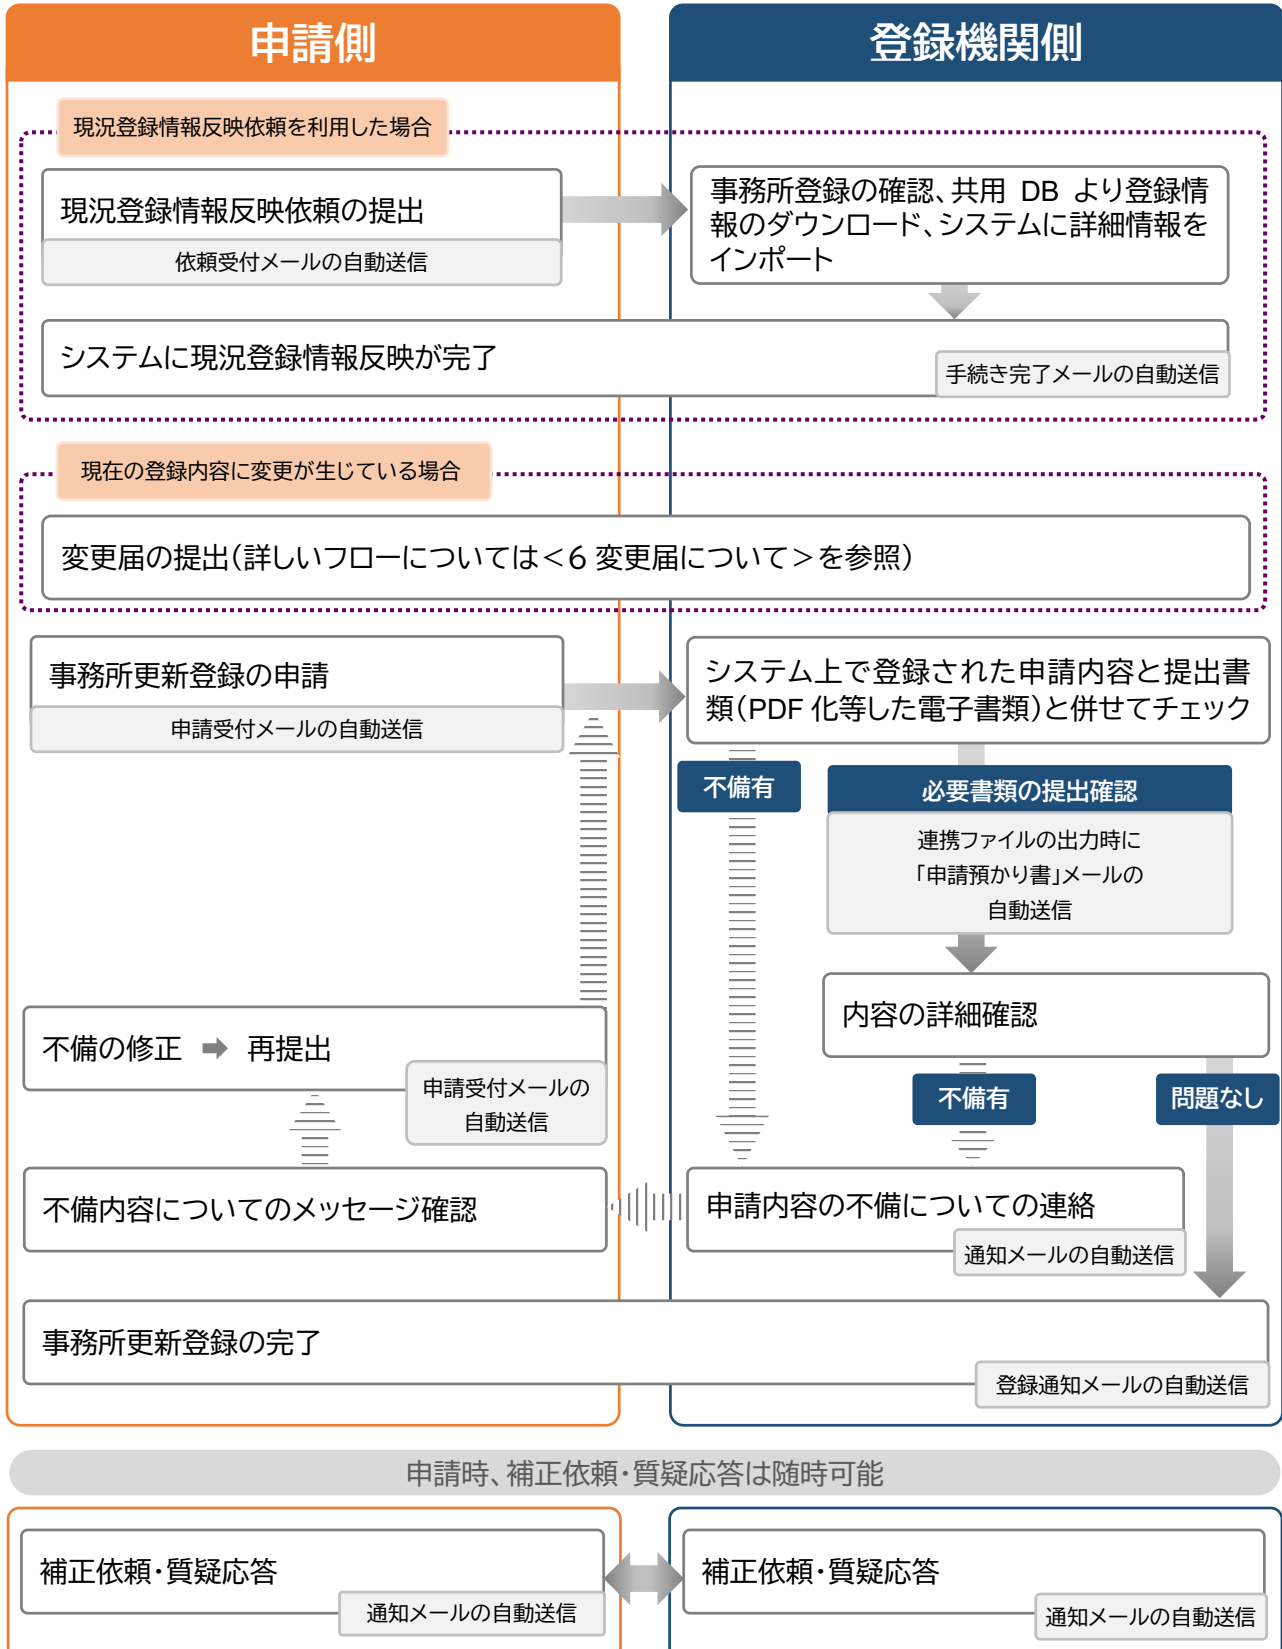 申請側
登録機関側
現況登録情報反映依頼を利用した場合
現況登録情報反映依頼の提出
依頼受付メールの自動送信
事務所登録の確認、共用 DB より登録情
報のダウンロード、システムに詳細情報を
インポート
システムに現況登録情報反映が完了
手続き完了メールの自動送信
現在の登録内容に変更が生じている場合
変更届の提出（詳しいフローについては＜6 変更届について＞を参照）
事務所更新登録の申請
申請受付メールの自動送信
システム上で登録された申請内容と提出書
類（PDF 化等した電子書類）と併せてチェック
不備有
必要書類の提出確認
連携ファイルの出力時に
「申請預かり書」メールの
自動送信
内容の詳細確認
不備の修正 ➡ 再提出
申請受付メールの
自動送信
不備有
問題なし
不備内容についてのメッセージ確認
申請内容の不備についての連絡
通知メールの自動送信
事務所更新登録の完了
登録通知メールの自動送信
申請時、補正依頼・質疑応答は随時可能
補正依頼・質疑応答
通知メールの自動送信
補正依頼・質疑応答
通知メールの自動送信